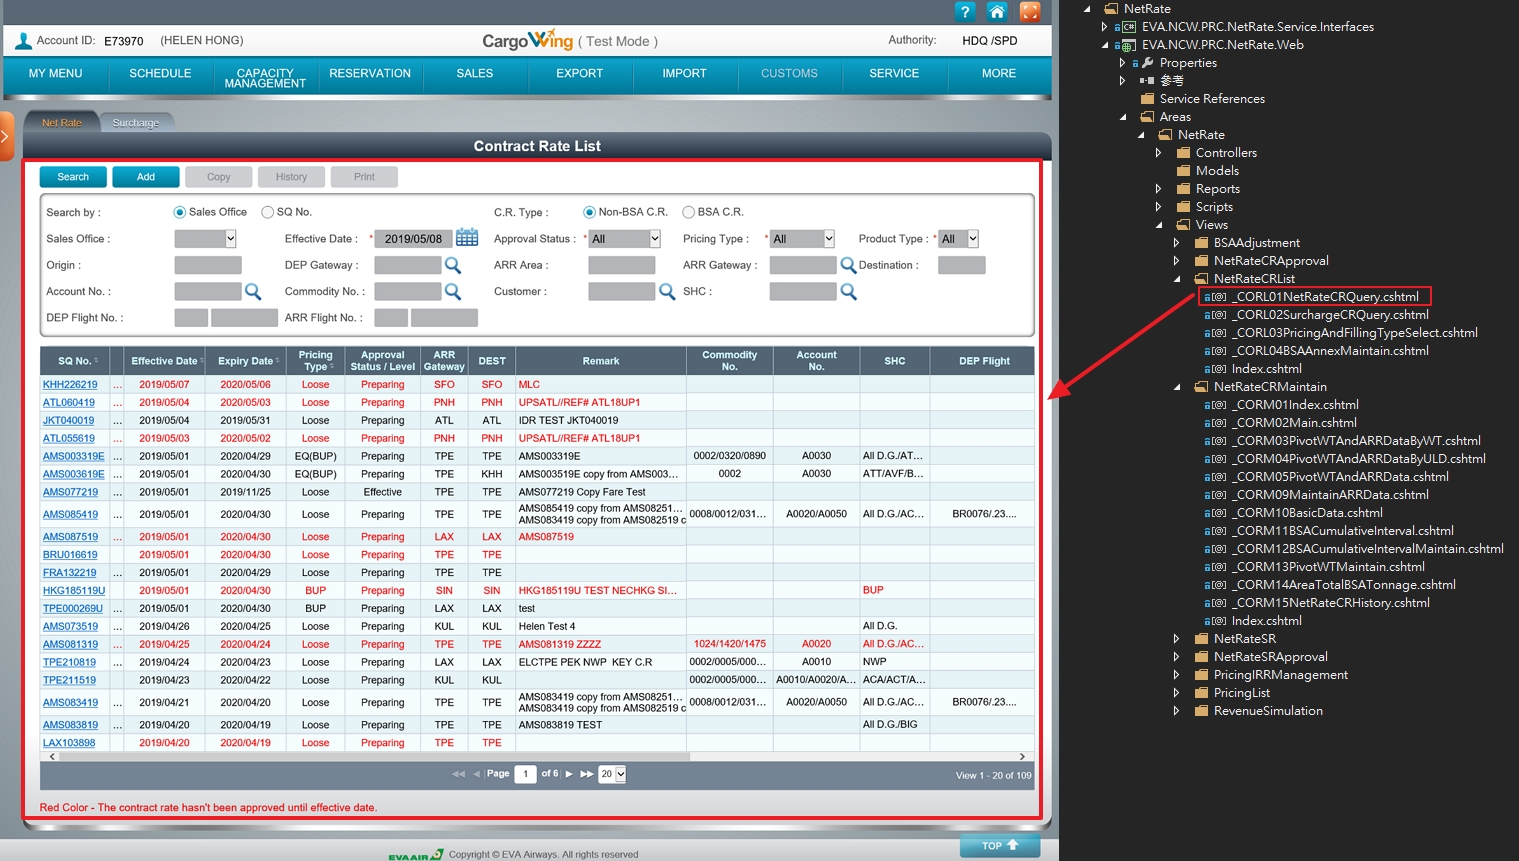 ?
Account ID: E73970 (HELEN HONG)
CargoWing ( Test Mode )
Authority: HDQ /SPD
MY MENU SCHEDULE CAPACITY MANAGEMENT RESERVATION SALES EXPORT IMPORT CUSTOMS SERVICE MORE
Net Rate Surcharge
Contract Rate List
Search Add Copy History Print
Search by : Sales Office SQ No. C.R. Type : Non-BSA C.R. BSA C.R.
Sales Office : Effective Date : * 2019/05/08 Approval Status : * All Pricing Type : * All Product Type : * All
Origin : DEP Gateway : ARR Area : ARR Gateway : Destination :
Account No. : Commodity No. : Customer : SHC :
DEP Flight No. : ARR Flight No. :
SQ No. Effective Date Expiry Date Pricing Type Approval Status / Level ARR Gateway DEST Remark Commodity No. Account No. SHC DEP Flight
KHH226219 ... 2019/05/07 2020/05/06 Loose Preparing SFO SFO MLC
ATL060419 ... 2019/05/04 2020/05/03 Loose Preparing PNH PNH UPSATL//REF# ATL18UP1
JKT040019 ... 2019/05/04 2019/05/31 Loose Preparing ATL ATL IDR TEST JKT040019
ATL055619 ... 2019/05/03 2020/05/02 Loose Preparing PNH PNH UPSATL//REF# ATL18UP1
AMS003319E ... 2019/05/01 2020/04/29 EQ(BUP) Preparing TPE TPE AMS003319E 0002/0320/0890 A0030 All D.G./AT...
AMS003619E ... 2019/05/01 2020/04/30 EQ(BUP) Preparing TPE KHH AMS003519E copy from AMS003... 0002 A0030 ATT/AVF/B...
AMS077219 ... 2019/05/01 2019/11/25 Loose Effective TPE TPE AMS077219 Copy Fare Test
AMS085419 ... 2019/05/01 2020/04/30 Loose Preparing TPE TPE AMS085419 copy from AMS08251... 0008/0012/031... A0020/A0050 All D.G./AC... BR0076/.23....
AMS083419 copy from AMS082519 c
AMS087519 ... 2019/05/01 2020/04/30 Loose Preparing LAX LAX AMS087519
BRU016619 2019/05/01 2020/04/30 Loose Preparing TPE TPE
FRA132219 ... 2019/05/01 2020/04/29 Loose Preparing TPE TPE
HKG185119U 2019/05/01 2020/04/30 BUP Preparing SIN SIN HKG185119U TEST NECHKG SI... BUP
TPE000269U ... 2019/05/01 2020/04/30 BUP Preparing LAX LAX test
AMS073519 ... 2019/04/26 2020/04/25 Loose Preparing KUL KUL Helen Test 4 All D.G.
AMS081319 ... 2019/04/25 2020/04/24 Loose Preparing TPE TPE AMS081319 ZZZZ 1024/1420/1475 A0020 All D.G./AC...
TPE210819 ... 2019/04/24 2020/04/23 Loose Preparing LAX LAX ELCTPE PEK NWP KEY C.R 0002/0005/000... A0010 NWP
TPE211519 2019/04/23 2020/04/22 Loose Preparing KUL KUL 0002/0005/000... A0010/A0020/A... ACA/ACT/A...
AMS083419 ... 2019/04/21 2020/04/20 Loose Preparing TPE TPE AMS083419 copy from AMS08251... 0008/0012/031... A0020/A0050 All D.G./AC... BR0076/.23....
AMS083419 copy from AMS082519 c
AMS083819 ... 2019/04/20 2020/04/19 Loose Preparing TPE TPE AMS083819 TEST All D.G./BIG
LAX103898 2019/04/20 2020/04/19 Loose Preparing TPE TPE
Page 1 of 6 20 View 1 - 20 of 109
Red Color - The contract rate hasn't been approved until effective date.
TOP
EVA AIR Copyright © EVA Airways. All rights reserved
NetRate
C# EVA.NCW.PRC.NetRate.Service.Interfaces
EVA.NCW.PRC.NetRate.Web
Properties
參考
Service References
Areas
NetRate
Controllers
Models
Reports
Scripts
Views
BSAAdjustment
NetRateCRApproval
NetRateCRList
[@] _CORL01NetRateCRQuery.cshtml
[@] _CORL02SurchargeCRQuery.cshtml
[@] _CORL03PricingAndFillingTypeSelect.cshtml
[@] _CORL04BSAAnnexMaintain.cshtml
[@] Index.cshtml
NetRateCRMaintain
[@] _CORM01Index.cshtml
[@] _CORM02Main.cshtml
[@] _CORM03PivotWTAndARRDataByWT.cshtml
[@] _CORM04PivotWTAndARRDataByULD.cshtml
[@] _CORM05PivotWTAndARRData.cshtml
[@] _CORM09MaintainARRData.cshtml
[@] _CORM10BasicData.cshtml
[@] _CORM11BSACumulativeInterval.cshtml
[@] _CORM12BSACumulativeIntervalMaintain.cshtml
[@] _CORM13PivotWTMaintain.cshtml
[@] _CORM14AreaTotalBSATonnage.cshtml
[@] _CORM15NetRateCRHistory.cshtml
[@] Index.cshtml
NetRateSR
NetRateSRApproval
PricingIRRManagement
PricingList
RevenueSimulation